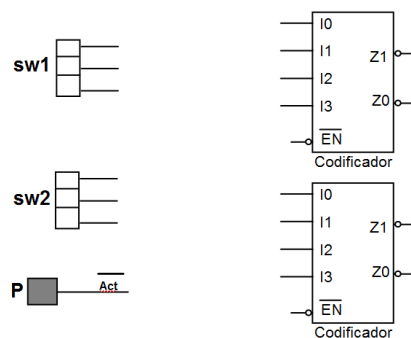 sw1
I0
I1
I2
I3
EN
Z1
Z0
Codificador
sw2
P
Act
I0
I1
I2
I3
EN
Z1
Z0
Codificador